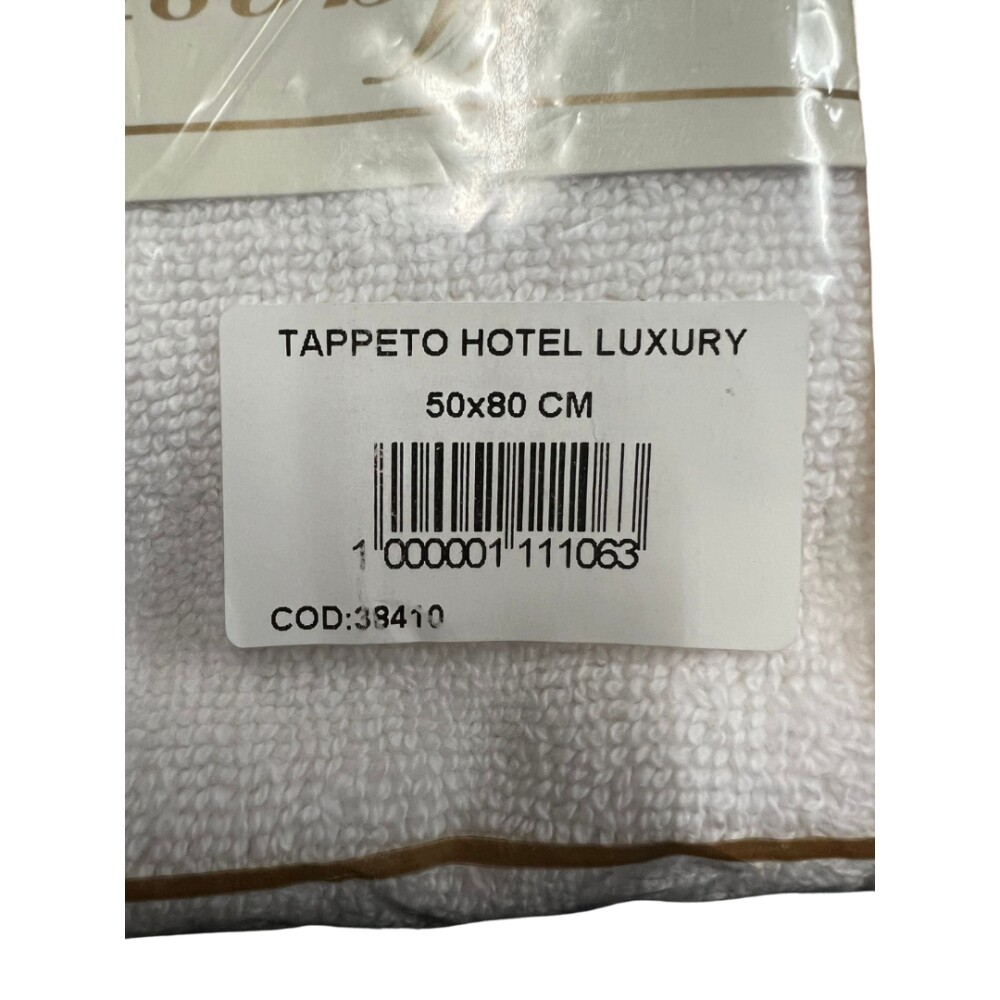 TAPPETO HOTEL LUXURY
50x80 CM
1 000001 111063
COD:38410